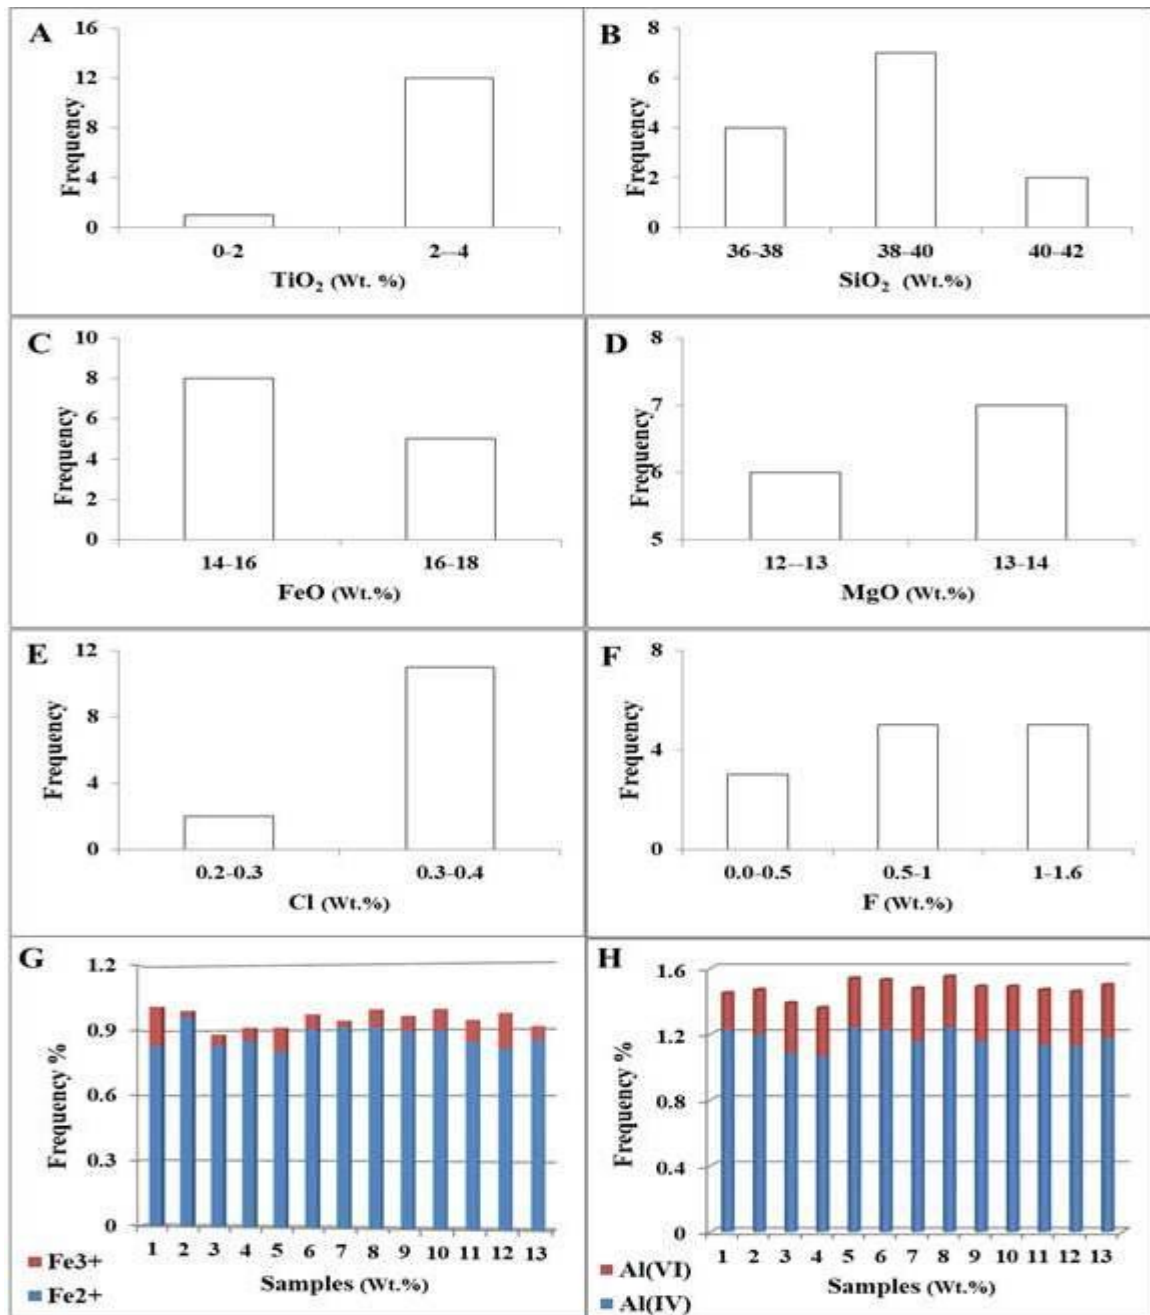 A
Frequency
16
12
8
4
0
0-2
2--4
TiO₂ (Wt. %)
B
Frequency
8
6
4
2
0
36-38
38-40
40-42
SiO₂ (Wt.%)
C
Frequency
10
8
6
4
2
0
14-16
16-18
FeO (Wt.%)
D
Frequency
8
7
6
5
12--13
13-14
MgO (Wt.%)
E
Frequency
12
8
4
0
0.2-0.3
0.3-0.4
Cl (Wt.%)
F
Frequency
8
4
0
0.0-0.5
0.5-1
1-1.6
F (Wt.%)
G
Frequency %
1.2
0.9
0.6
0.3
0
1 2 3 4 5 6 7 8 9 10 11 12 13
Fe3+
Samples (Wt.%)
Fe2+
H
Frequency %
1.6
1.2
0.8
0.4
0
1 2 3 4 5 6 7 8 9 10 11 12 13
Al(VI)
Samples (Wt.%)
Al(IV)